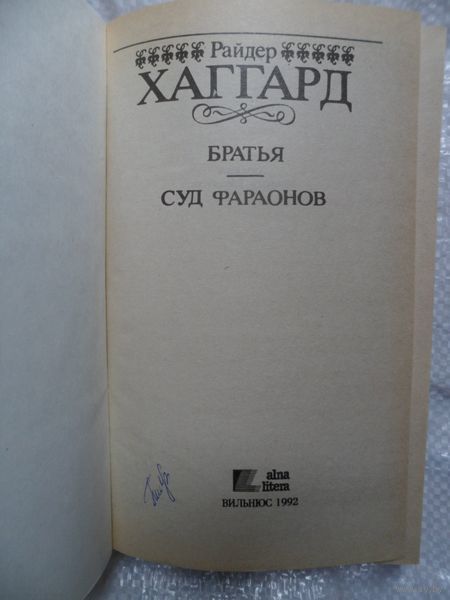 Райдер
ХАГГАРД
БРАТЬЯ
СУД ФАРАОНОВ
alna
litera
ВИЛЬНЮС 1992